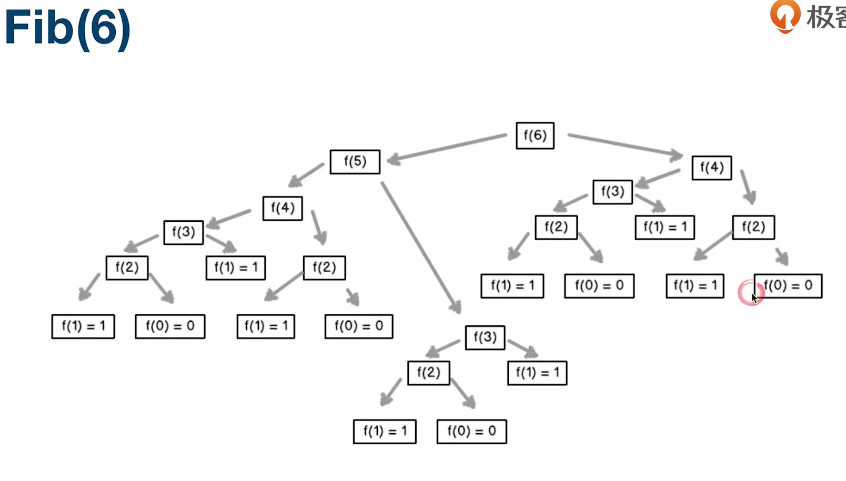 Fib(6)
极客
f(6)
f(5)
f(4)
f(4)
f(3)
f(3)
f(2)
f(1) = 1
f(2)
f(2)
f(1) = 1
f(2)
f(1) = 1
f(0) = 0
f(1) = 1
f(0) = 0
f(1) = 1
f(0) = 0
f(1) = 1
f(0) = 0
f(3)
f(2)
f(1) = 1
f(1) = 1
f(0) = 0